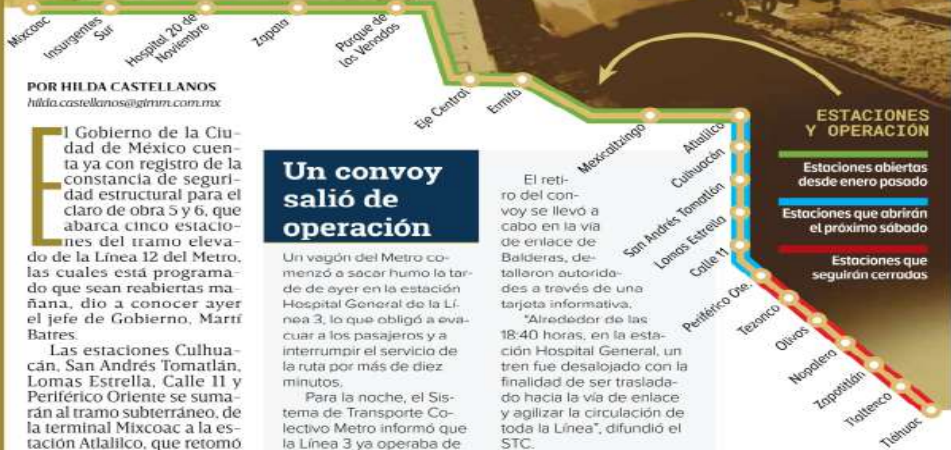 Mixcoac
Insurgentes
Sur
Hospital 20 de
Noviembre
Zapata
Parque de
los Venados
Eje Central
Ermita
Mexicaltzingo
Atlalilco
Culhuacán
San Andrés Tomatlán
Lomas Estrella
Calle 11
Periférico Ote.
Tezonco
Olivos
Nopalera
Zapotitlán
Tlaltenco
Tláhuac
ESTACIONES
Y OPERACIÓN
Estaciones abiertas
desde enero pasado
Estaciones que abrirán
el próximo sábado
Estaciones que
seguirán cerradas
POR HILDA CASTELLANOS
hilda.castellanos@gimm.com.mx
El Gobierno de la Ciu-
dad de México cuen-
ta ya con registro de la
constancia de seguri-
dad estructural para el
claro de obra 5 y 6, que
abarca cinco estacio-
nes del tramo eleva-
do de la Línea 12 del Metro,
las cuales está programa-
do que sean reabiertas ma-
ñana, dio a conocer ayer
el jefe de Gobierno, Martí
Batres.
Las estaciones Culhua-
cán, San Andrés Tomatlán,
Lomas Estrella, Calle 11 y
Periférico Oriente se suma-
rán al tramo subterráneo, de
la terminal Mixcoac a la es-
tación Atlalilco, que retomó
Un convoy
salió de
operación
Un vagón del Metro co-
menzó a sacar humo la tar-
de de ayer en la estación
Hospital General de la Lí-
nea 3, lo que obligó a eva-
cuar a los pasajeros y a
interrumpir el servicio de
la ruta por más de diez
minutos.
Para la noche, el Sis-
tema de Transporte Co-
lectivo Metro informó que
la Línea 3 ya operaba de
El reti-
ro del con-
voy se llevó a
cabo en la vía
de enlace de
Balderas, de-
tallaron autorida-
des a través de una
tarjeta informativa.
"Alrededor de las
18:40 horas, en la esta-
ción Hospital General, un
tren fue desalojado con la
finalidad de ser traslada-
do hacia la vía de enlace
y agilizar la circulación de
toda la Línea", difundió el
STC.